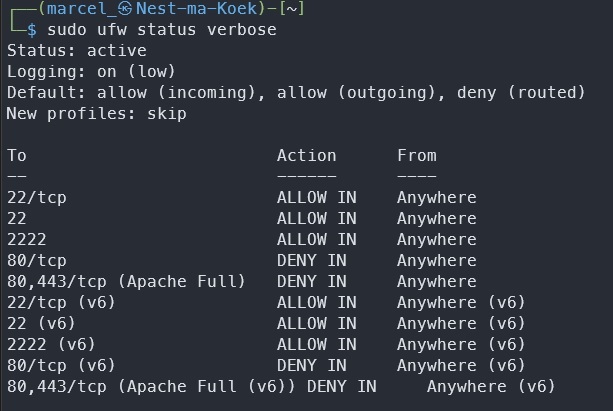 ┌──(marcel_㉿Nest-ma-Koek)-[~]
└─$ sudo ufw status verbose
Status: active
Logging: on (low)
Default: allow (incoming), allow (outgoing), deny (routed)
New profiles: skip

To                         Action      From
--                         ------      ----
22/tcp                     ALLOW IN    Anywhere
22                         ALLOW IN    Anywhere
2222                       ALLOW IN    Anywhere
80/tcp                     DENY IN     Anywhere
80,443/tcp (Apache Full)   DENY IN     Anywhere
22/tcp (v6)                ALLOW IN    Anywhere (v6)
22 (v6)                    ALLOW IN    Anywhere (v6)
2222 (v6)                  ALLOW IN    Anywhere (v6)
80/tcp (v6)                DENY IN     Anywhere (v6)
80,443/tcp (Apache Full (v6)) DENY IN     Anywhere (v6)